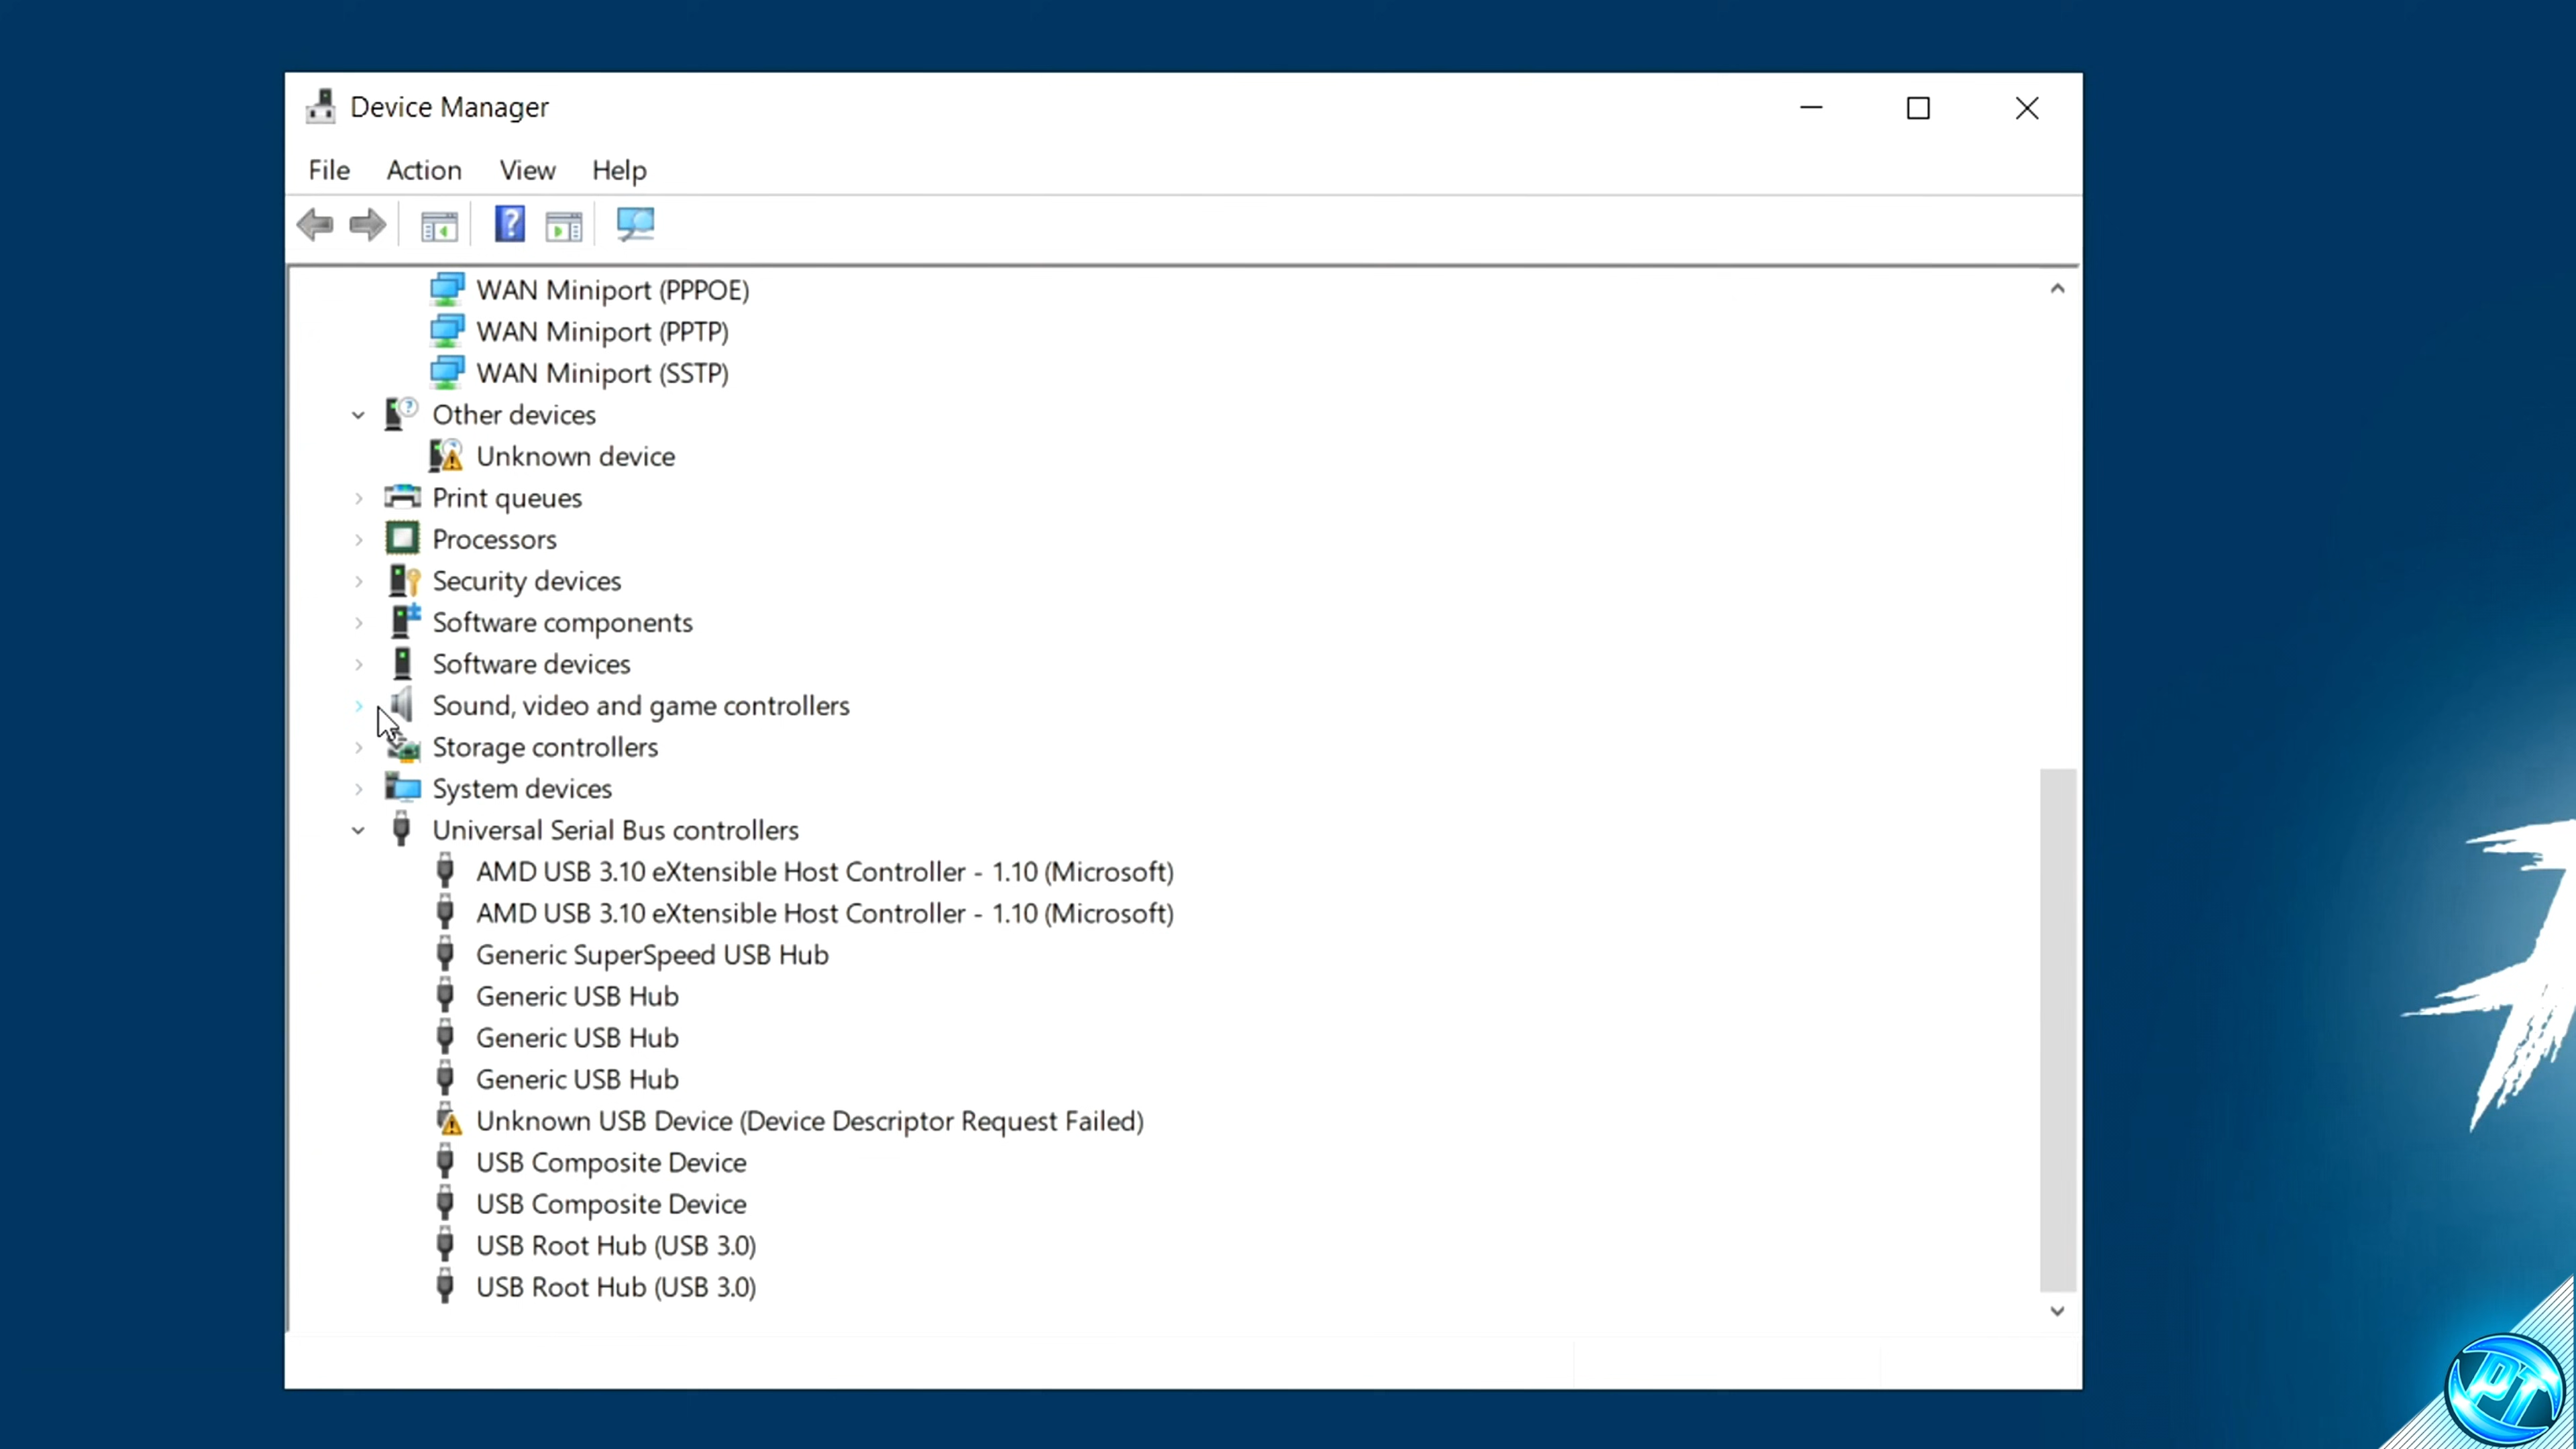 Device Manager
File Action View Help
WAN Miniport (PPPOE)
WAN Miniport (PPTP)
WAN Miniport (SSTP)
Other devices
Unknown device
Print queues
Processors
Security devices
Software components
Software devices
Sound, video and game controllers
Storage controllers
System devices
Universal Serial Bus controllers
AMD USB 3.10 eXtensible Host Controller - 1.10 (Microsoft)
AMD USB 3.10 eXtensible Host Controller - 1.10 (Microsoft)
Generic SuperSpeed USB Hub
Generic USB Hub
Generic USB Hub
Generic USB Hub
Unknown USB Device (Device Descriptor Request Failed)
USB Composite Device
USB Composite Device
USB Root Hub (USB 3.0)
USB Root Hub (USB 3.0)
PT